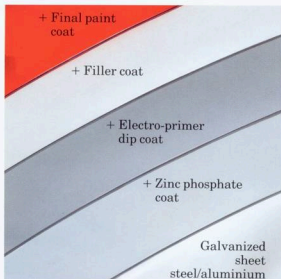 + Final paint
coat
+ Filler coat
+ Electro-primer
dip coat
+ Zinc phosphate
coat
Galvanized
sheet
steel/aluminium